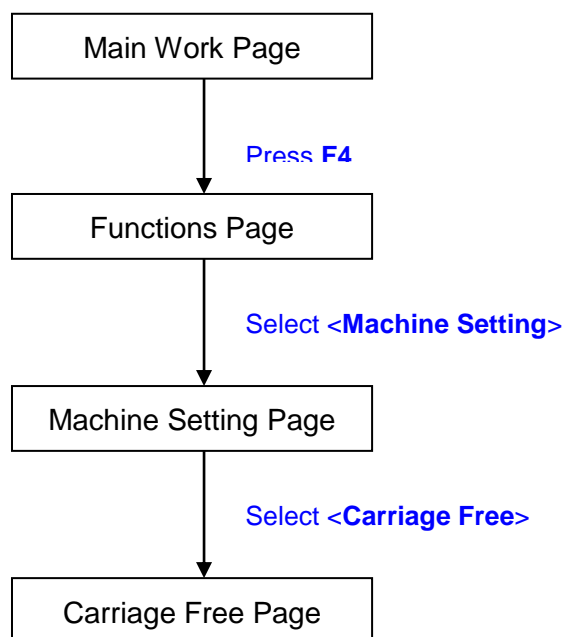 Main Work Page
Press F4
Functions Page
Select <Machine Setting>
Machine Setting Page
Select <Carriage Free>
Carriage Free Page